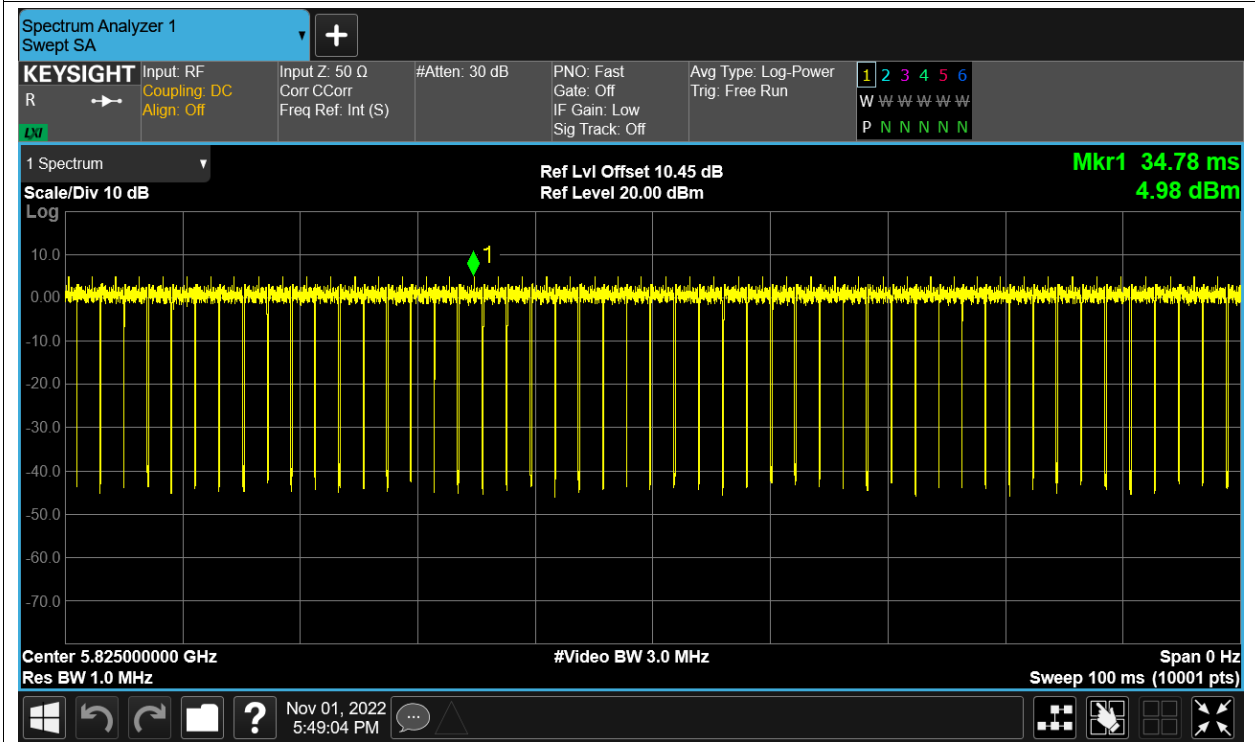 Spectrum Analyzer 1
Swept SA
+
KEYSIGHT
R
LXI
Input: RF
Coupling: DC
Align: Off
Input Z: 50 Ω
Corr CCorr
Freq Ref: Int (S)
#Atten: 30 dB
PNO: Fast
Gate: Off
IF Gain: Low
Sig Track: Off
Avg Type: Log-Power
Trig: Free Run
1 2 3 4 5 6
W W W W W W
P N N N N N
1 Spectrum
Scale/Div 10 dB
Log
Ref Lvl Offset 10.45 dB
Ref Level 20.00 dBm
Mkr1 34.78 ms
4.98 dBm
1
10.0
0.00
-10.0
-20.0
-30.0
-40.0
-50.0
-60.0
-70.0
Center 5.825000000 GHz
#Video BW 3.0 MHz
Span 0 Hz
Res BW 1.0 MHz
Sweep 100 ms (10001 pts)
?
Nov 01, 2022
5:49:04 PM